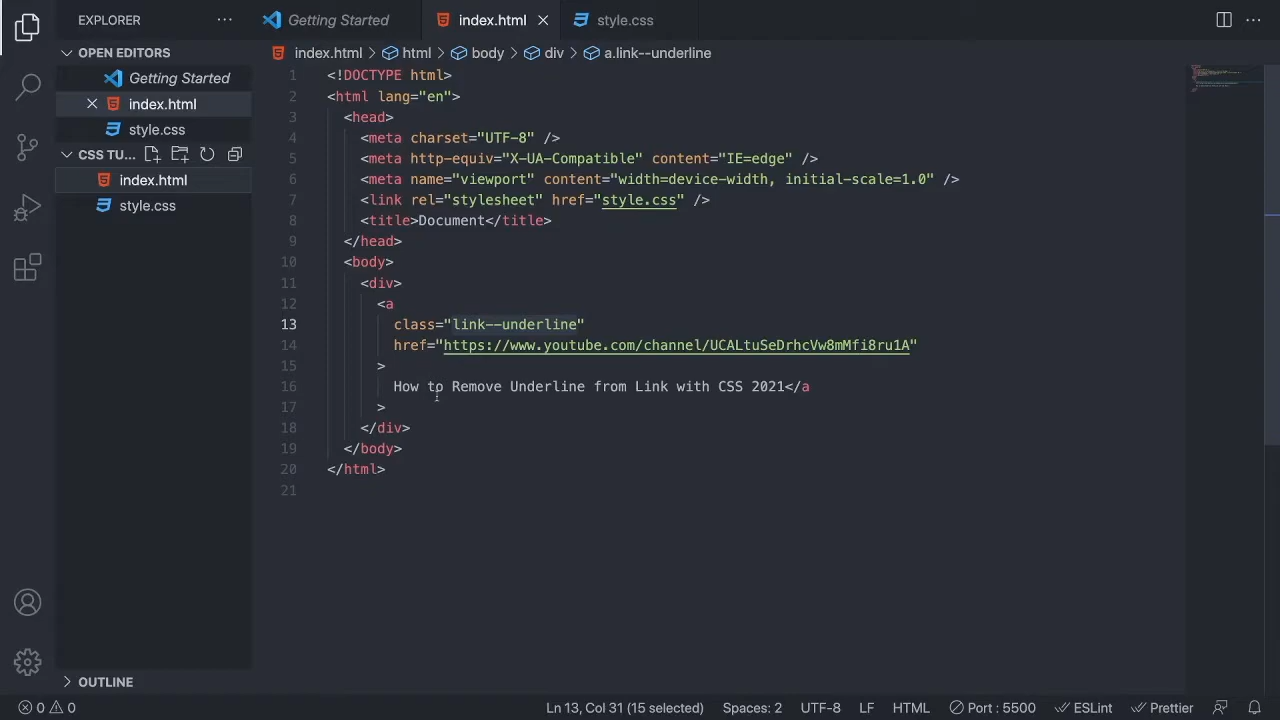 EXPLORER
Getting Started
index.html
style.css
OPEN EDITORS
Getting Started
index.html
style.css
CSS TU...
index.html
style.css
OUTLINE
index.html > html > body > div > a.link--underline
1 <!DOCTYPE html>
2 <html lang="en">
3 <head>
4 <meta charset="UTF-8" />
5 <meta http-equiv="X-UA-Compatible" content="IE=edge" />
6 <meta name="viewport" content="width=device-width, initial-scale=1.0" />
7 <link rel="stylesheet" href="style.css" />
8 <title>Document</title>
9 </head>
10 <body>
11 <div>
12 <a
13 class="link--underline"
14 href="https://www.youtube.com/channel/UCALtuSeDrhcVw8mMfi8ru1A"
15 >
16 How to Remove Underline from Link with CSS 2021</a
17 >
18 </div>
19 </body>
20 </html>
21
0 0 Ln 13, Col 31 (15 selected) Spaces: 2 UTF-8 LF HTML Port : 5500 ESLint Prettier